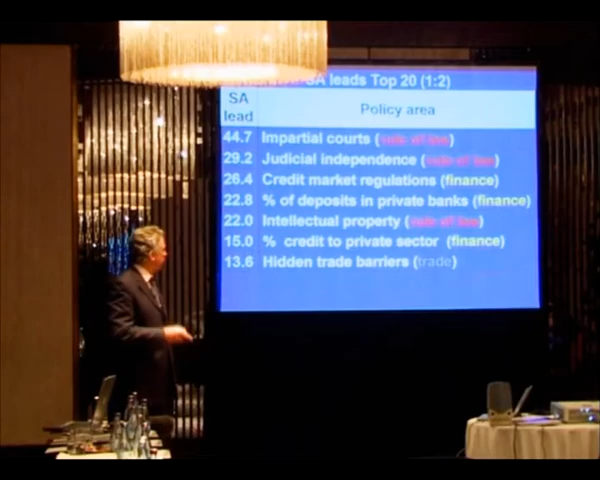 SA leads Top 20 (1:2)
SA lead
Policy area
44.7 Impartial courts (rule of law)
29.2 Judicial independence (rule of law)
26.4 Credit market regulations (finance)
22.8 % of deposits in private banks (finance)
22.0 Intellectual property (rule of law)
15.0 % credit to private sector (finance)
13.6 Hidden trade barriers (trade)